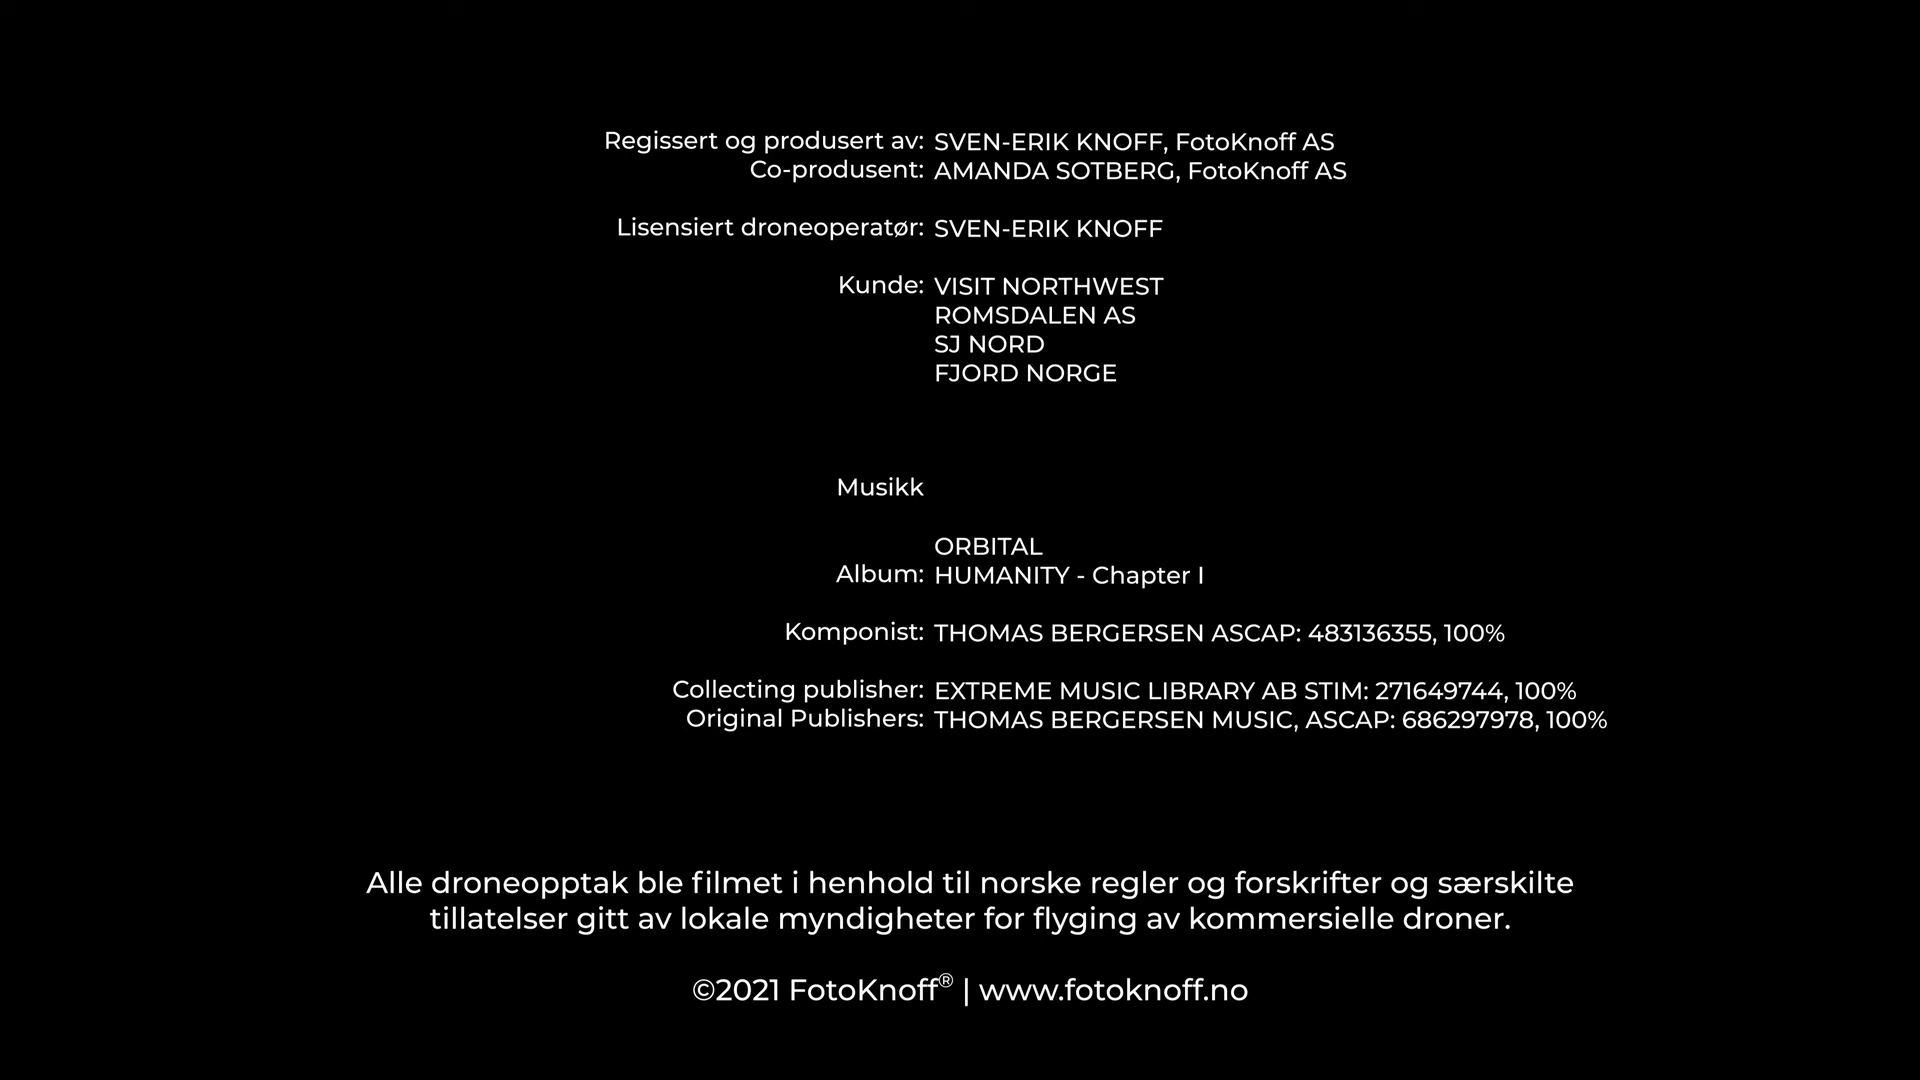 Regissert og produsert av: SVEN-ERIK KNOFF, FotoKnoff AS
Co-produsent: AMANDA SOTBERG, FotoKnoff AS
Lisensiert droneoperatør: SVEN-ERIK KNOFF
Kunde: VISIT NORTHWEST
ROMSDALEN AS
SJ NORD
FJORD NORGE
Musikk
ORBITAL
Album: HUMANITY - Chapter I
Komponist: THOMAS BERGERSEN ASCAP: 483136355, 100%
Collecting publisher: EXTREME MUSIC LIBRARY AB STIM: 271649744, 100%
Original Publishers: THOMAS BERGERSEN MUSIC, ASCAP: 686297978, 100%
Alle droneopptak ble filmet i henhold til norske regler og forskrifter og særskilte
tillatelser gitt av lokale myndigheter for flyging av kommersielle droner.
©2021 FotoKnoff® | www.fotoknoff.no